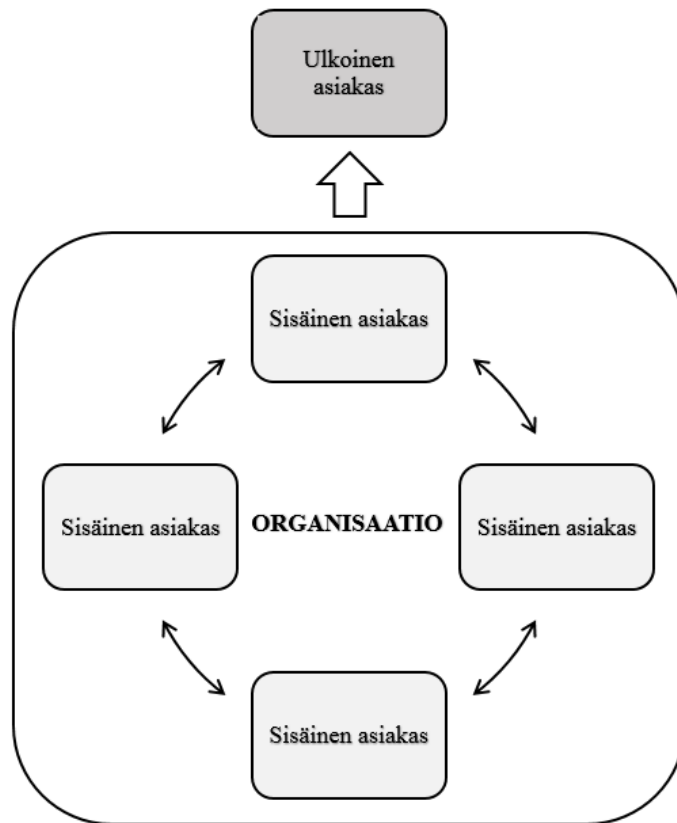 Ulkoinen
asiakas
Sisäinen asiakas
Sisäinen asiakas
ORGANISAATIO
Sisäinen asiakas
Sisäinen asiakas